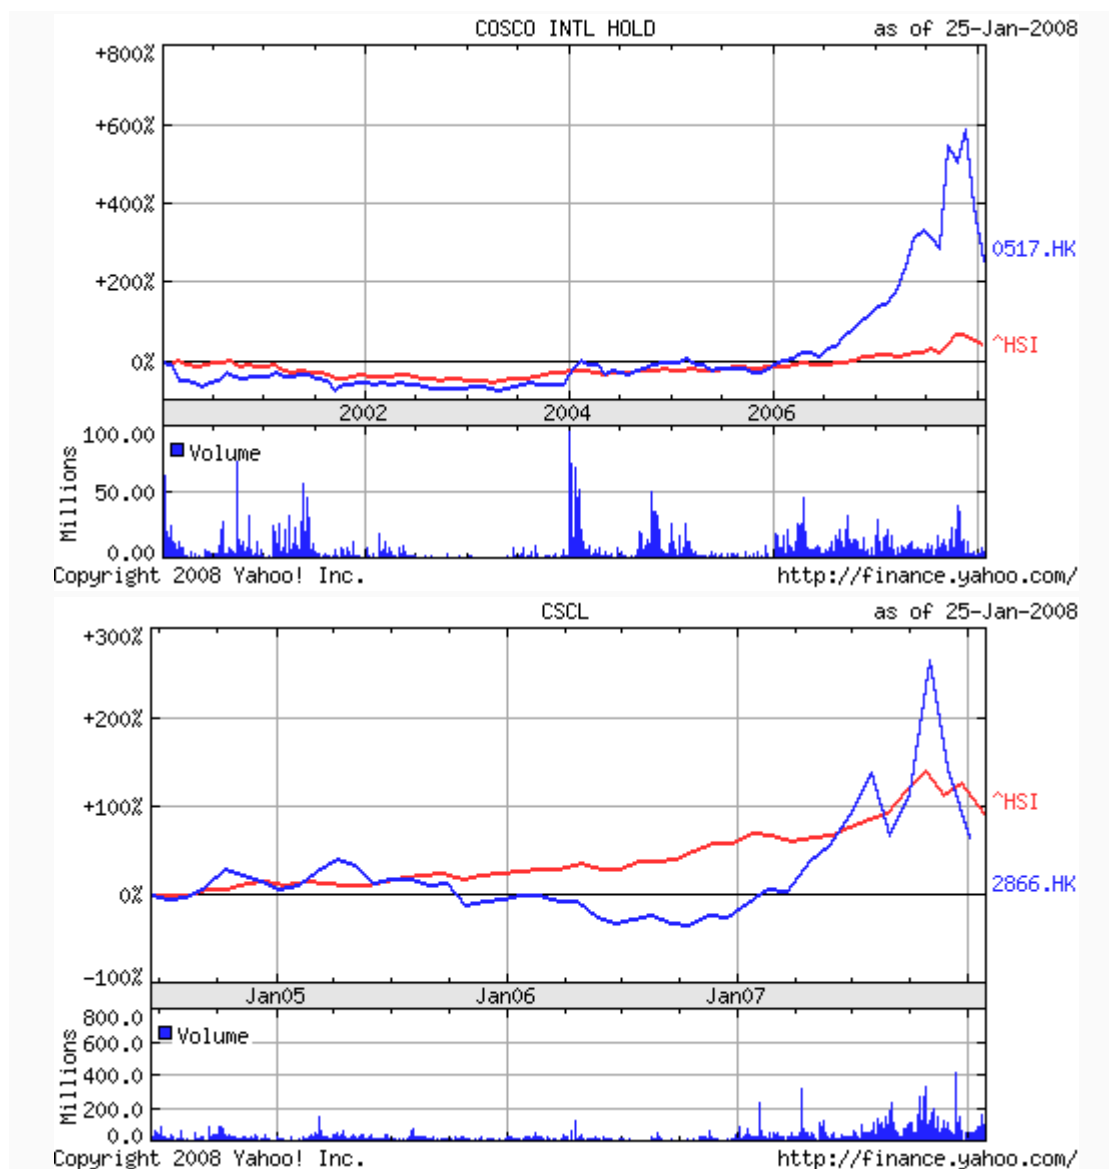 COSCO INTL HOLD as of 25-Jan-2008
+800%
+600%
+400%
0517.HK
+200%
^HSI
0%
2002 2004 2006
100.00
Volume
50.00
Millions
0.00
Copyright 2008 Yahoo! Inc. http://finance.yahoo.com/
CSCL as of 25-Jan-2008
+300%
+200%
+100%
^HSI
0%
2866.HK
-100%
Jan05 Jan06 Jan07
800.0
Volume
600.0
400.0
Millions
200.0
0.0
Copyright 2008 Yahoo! Inc. http://finance.yahoo.com/